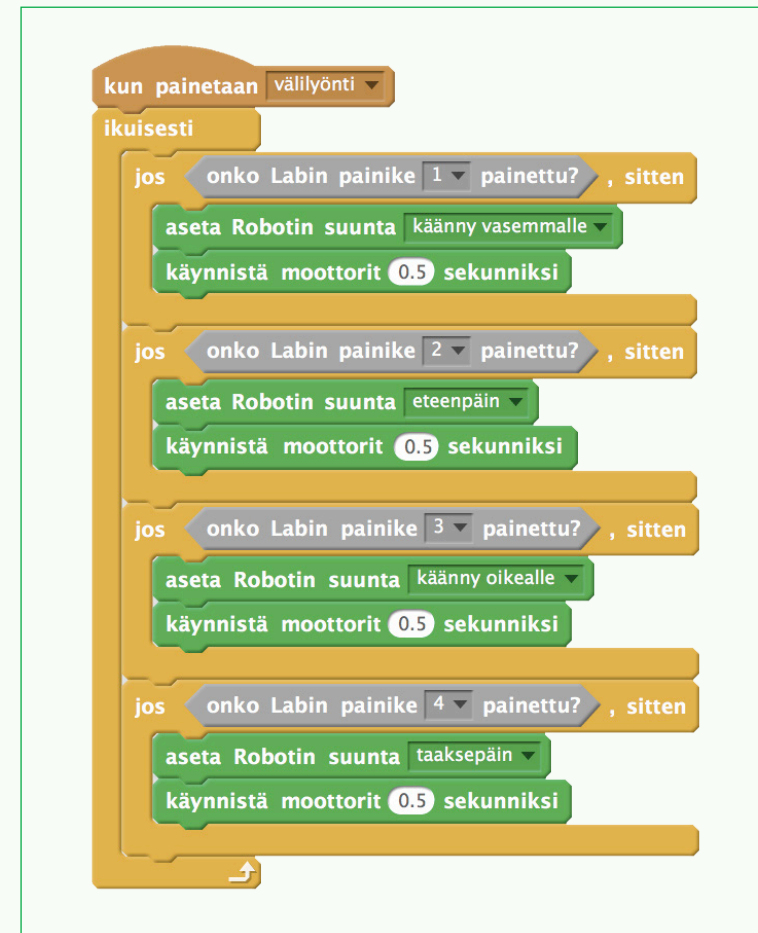 kun painetaan välilyönti
ikuisesti
jos onko Labin painike 1 painettu? , sitten
aseta Robotin suunta käänny vasemmalle
käynnistä moottorit 0.5 sekunniksi
jos onko Labin painike 2 painettu? , sitten
aseta Robotin suunta eteenpäin
käynnistä moottorit 0.5 sekunniksi
jos onko Labin painike 3 painettu? , sitten
aseta Robotin suunta käänny oikealle
käynnistä moottorit 0.5 sekunniksi
jos onko Labin painike 4 painettu? , sitten
aseta Robotin suunta taaksepäin
käynnistä moottorit 0.5 sekunniksi